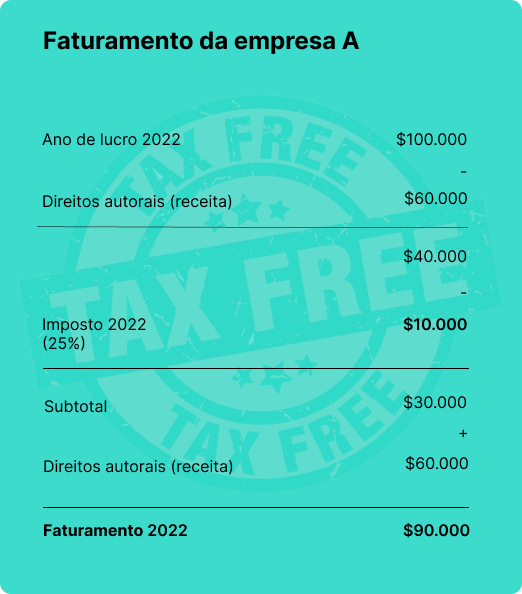 Faturamento da empresa A
TAX FREE
Ano de lucro 2022 $100.000
-
Direitos autorais (receita) $60.000
$40.000
TAX FREE
-
Imposto 2022 $10.000
(25%)
Subtotal $30.000
+
TAX FREE
Direitos autorais (receita) $60.000
Faturamento 2022 $90.000